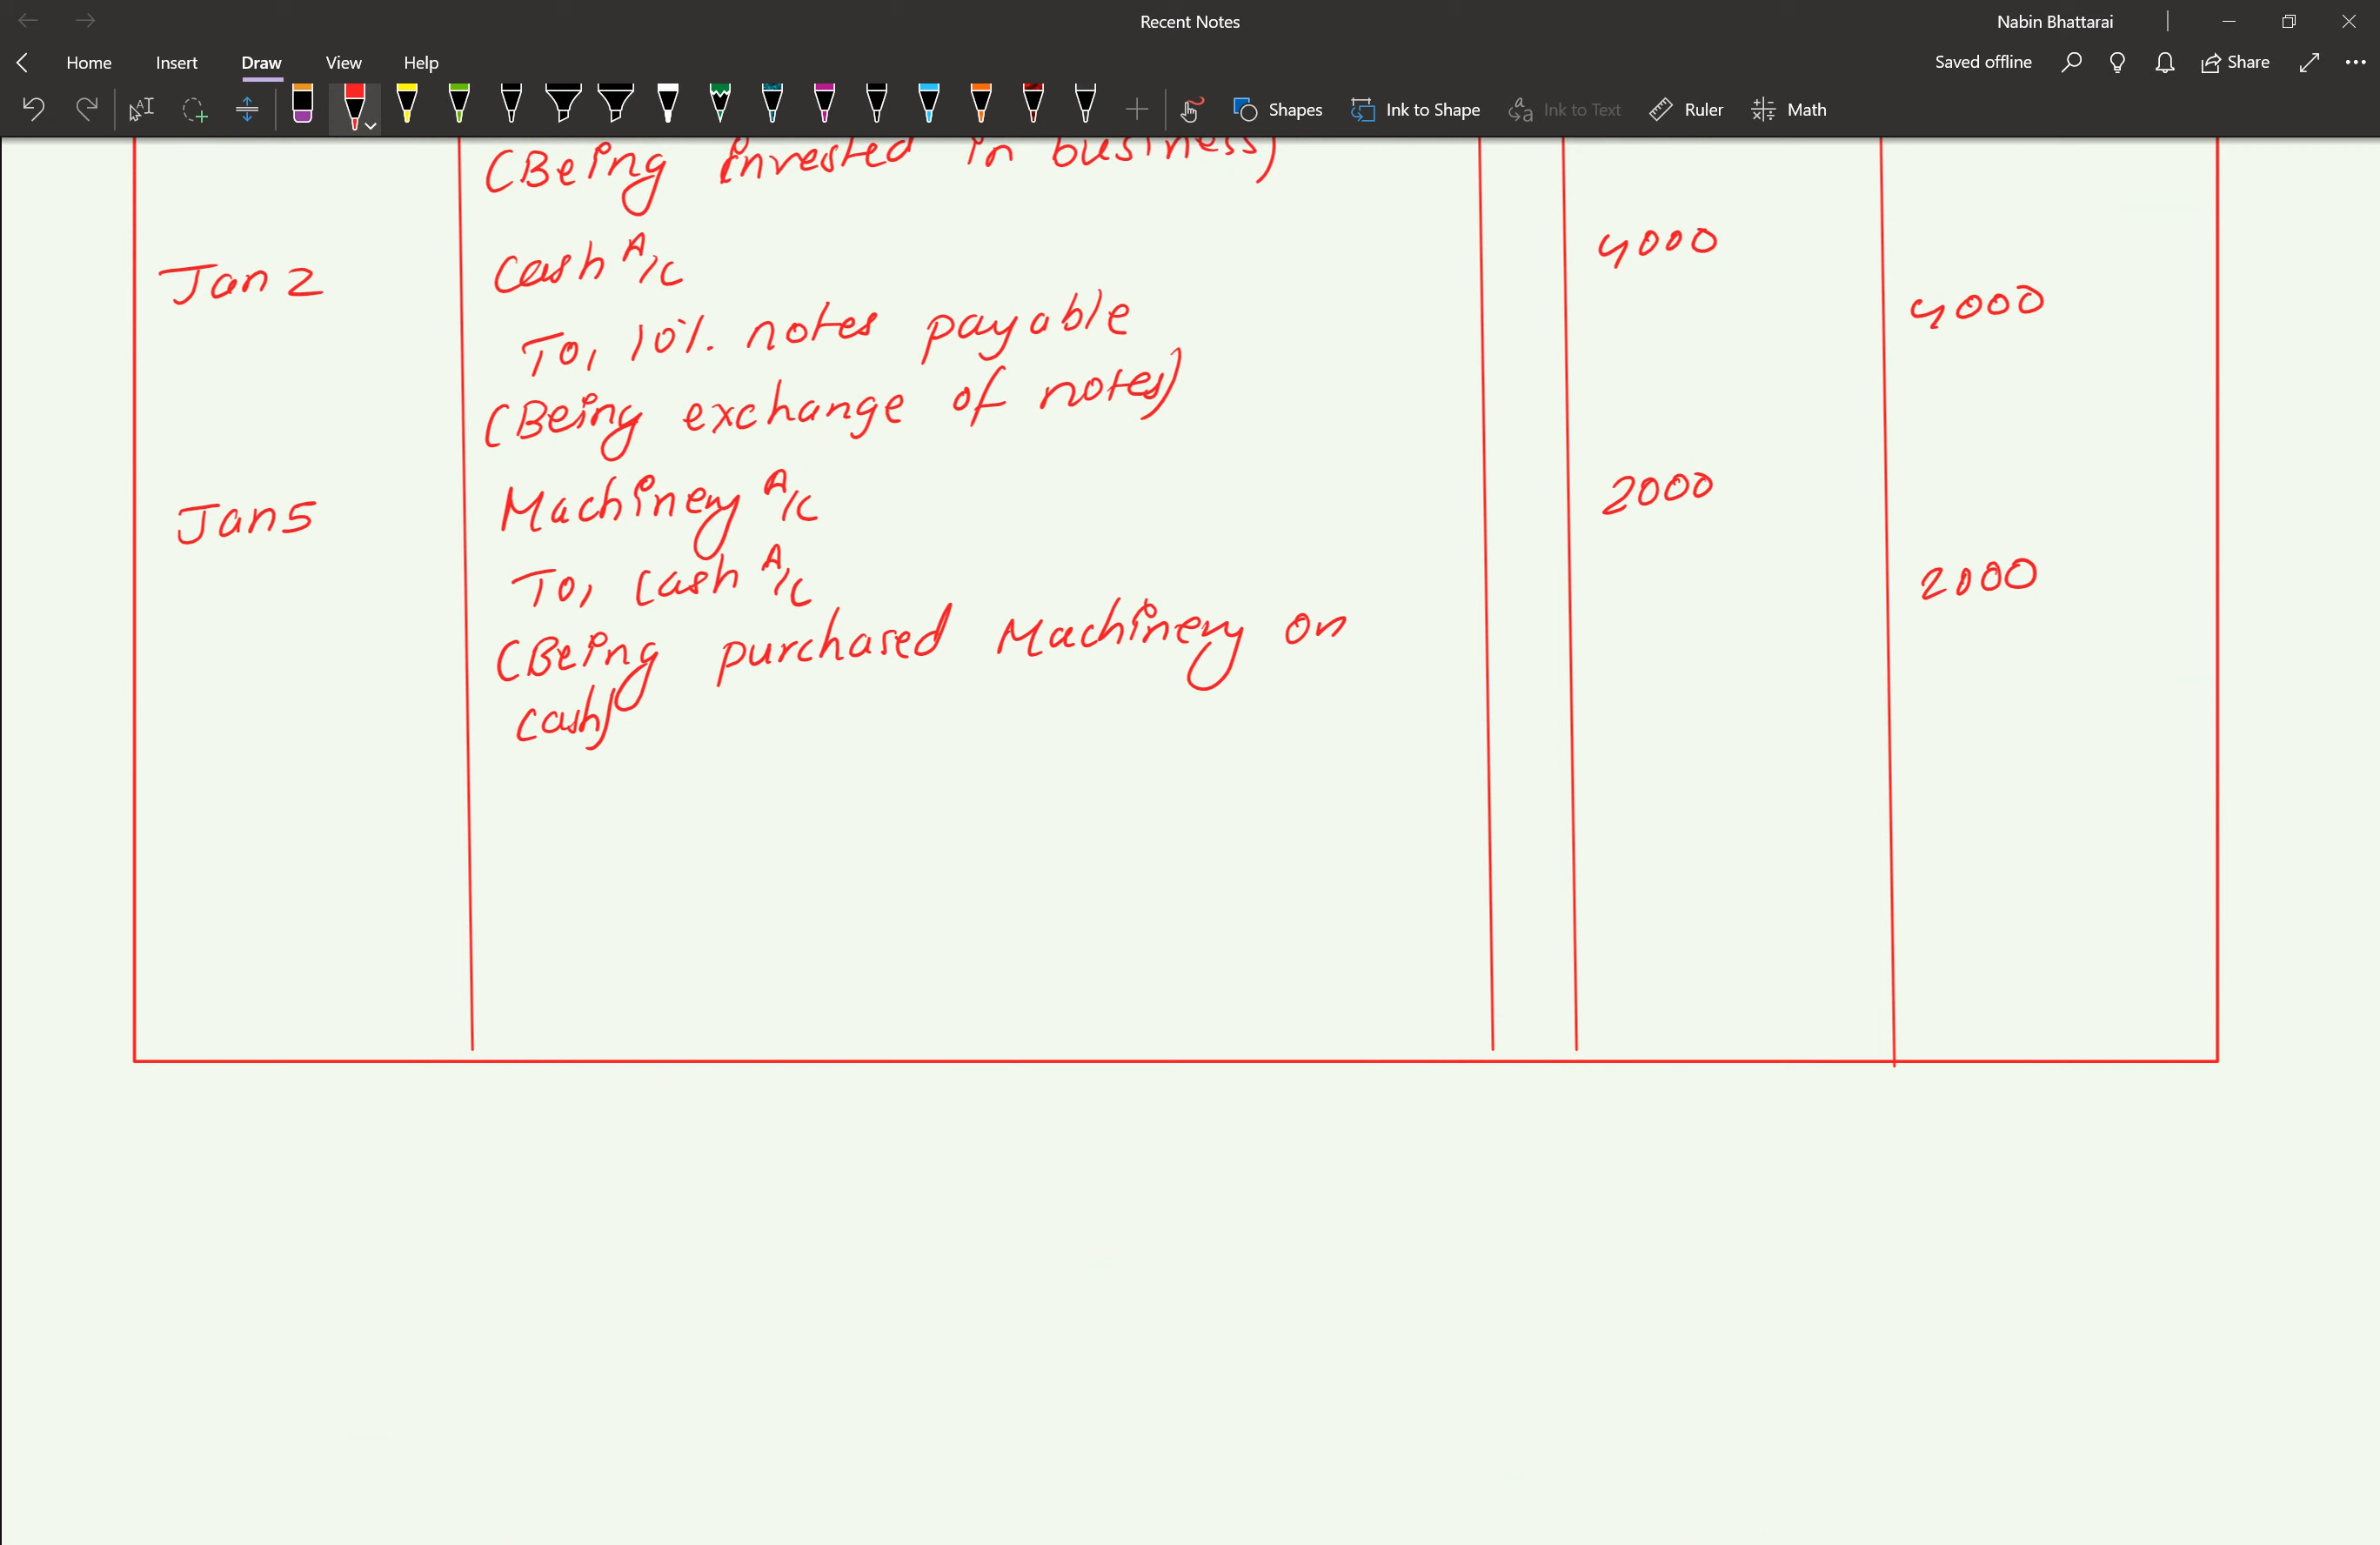 Recent Notes
Nabin Bhattarai
Home Insert Draw View Help
Saved offline
Share
Shapes
Ink to Shape
Ink to Text
Ruler
Math
(Being invested in business)
Jan 2 Cash A/C 4000
To, 10%. notes payable 4000
(Being exchange of notes)
Jan 5 Machinery A/C 2000
To, Cash A/C 2000
(Being purchased Machinery on
cash)